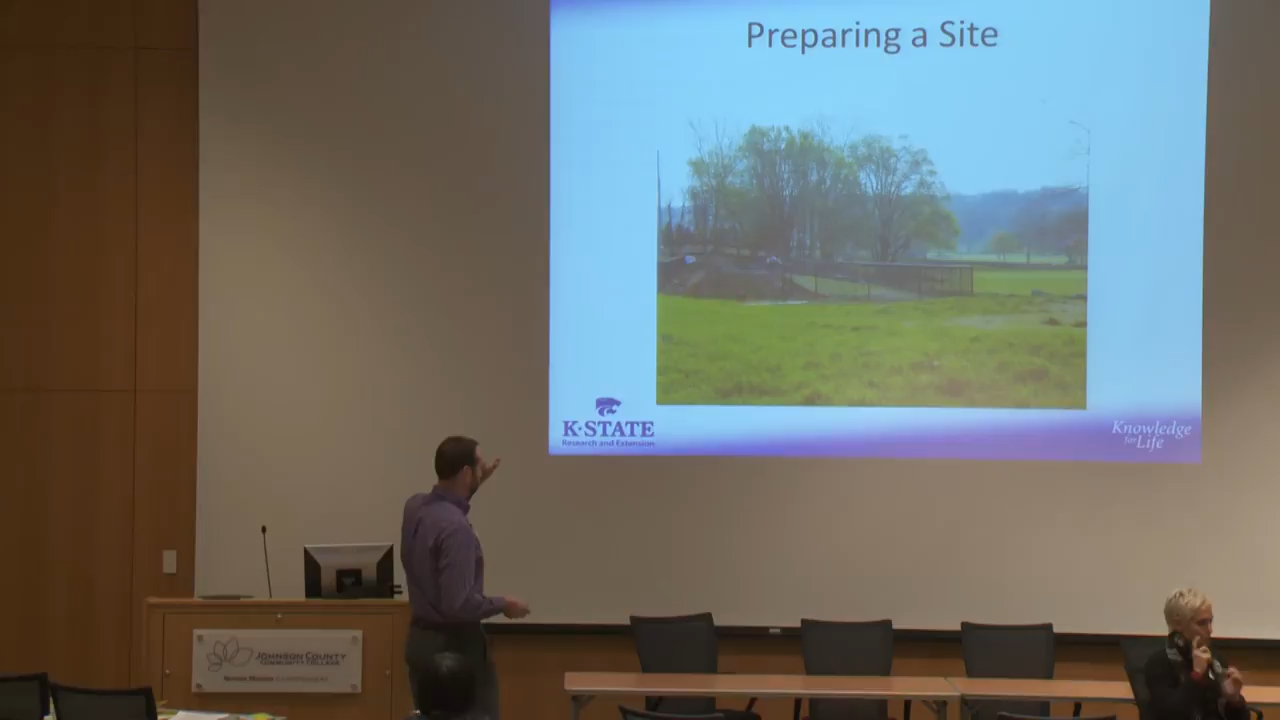 Preparing a Site
K·STATE
Research and Extension
Knowledge
for Life
JOHNSON COUNTY
COMMUNITY COLLEGE